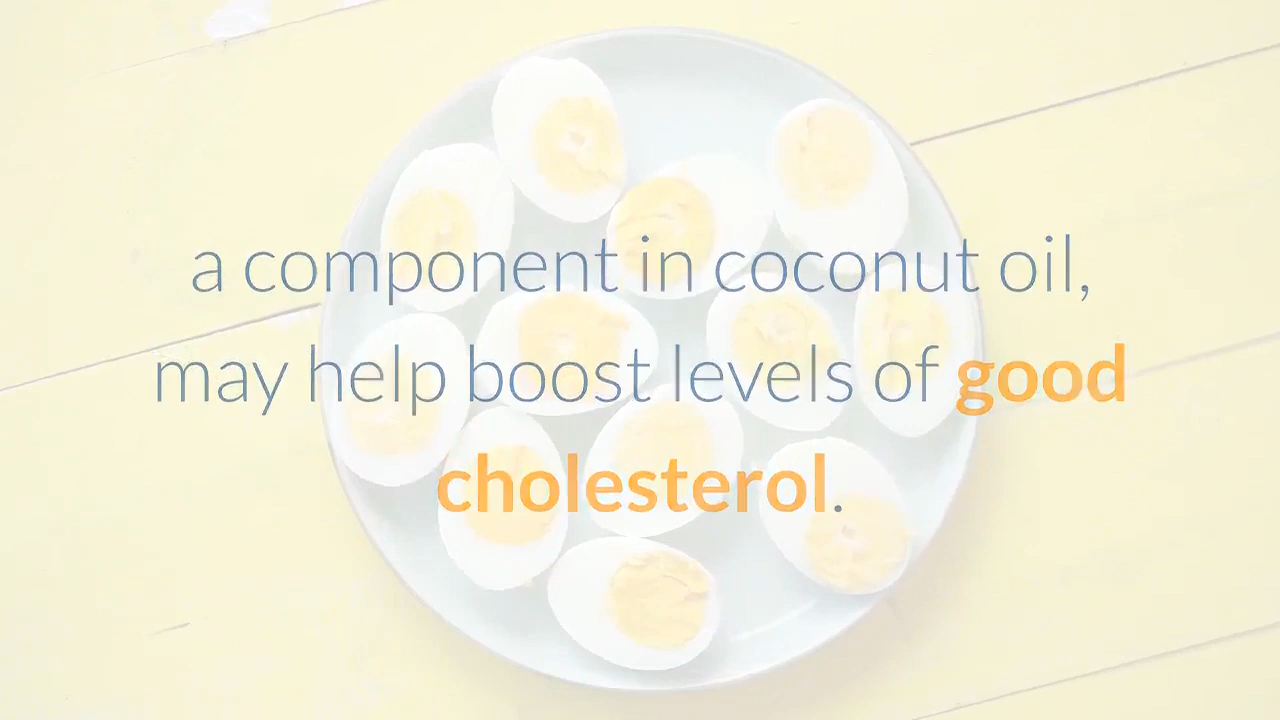 a component in coconut oil,
may help boost levels of good
cholesterol.